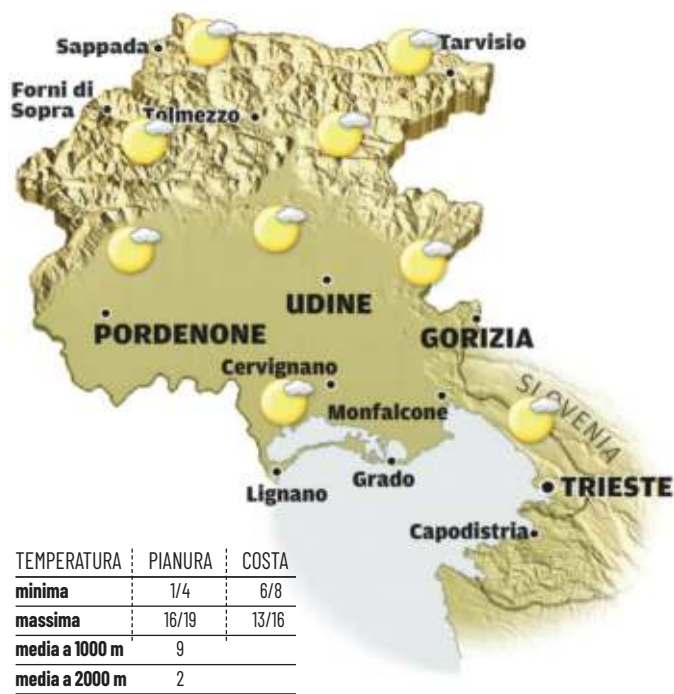 Sappada
Tarvisio
Forni di
Sopra
Tolmezzo
UDINE
PORDENONE
GORIZIA
Cervignano
SLOVENIA
Monfalcone
Grado
Lignano
TRIESTE
Capodistria
TEMPERATURA PIANURA COSTA
minima 1/4 6/8
massima 16/19 13/16
media a 1000 m 9
media a 2000 m 2